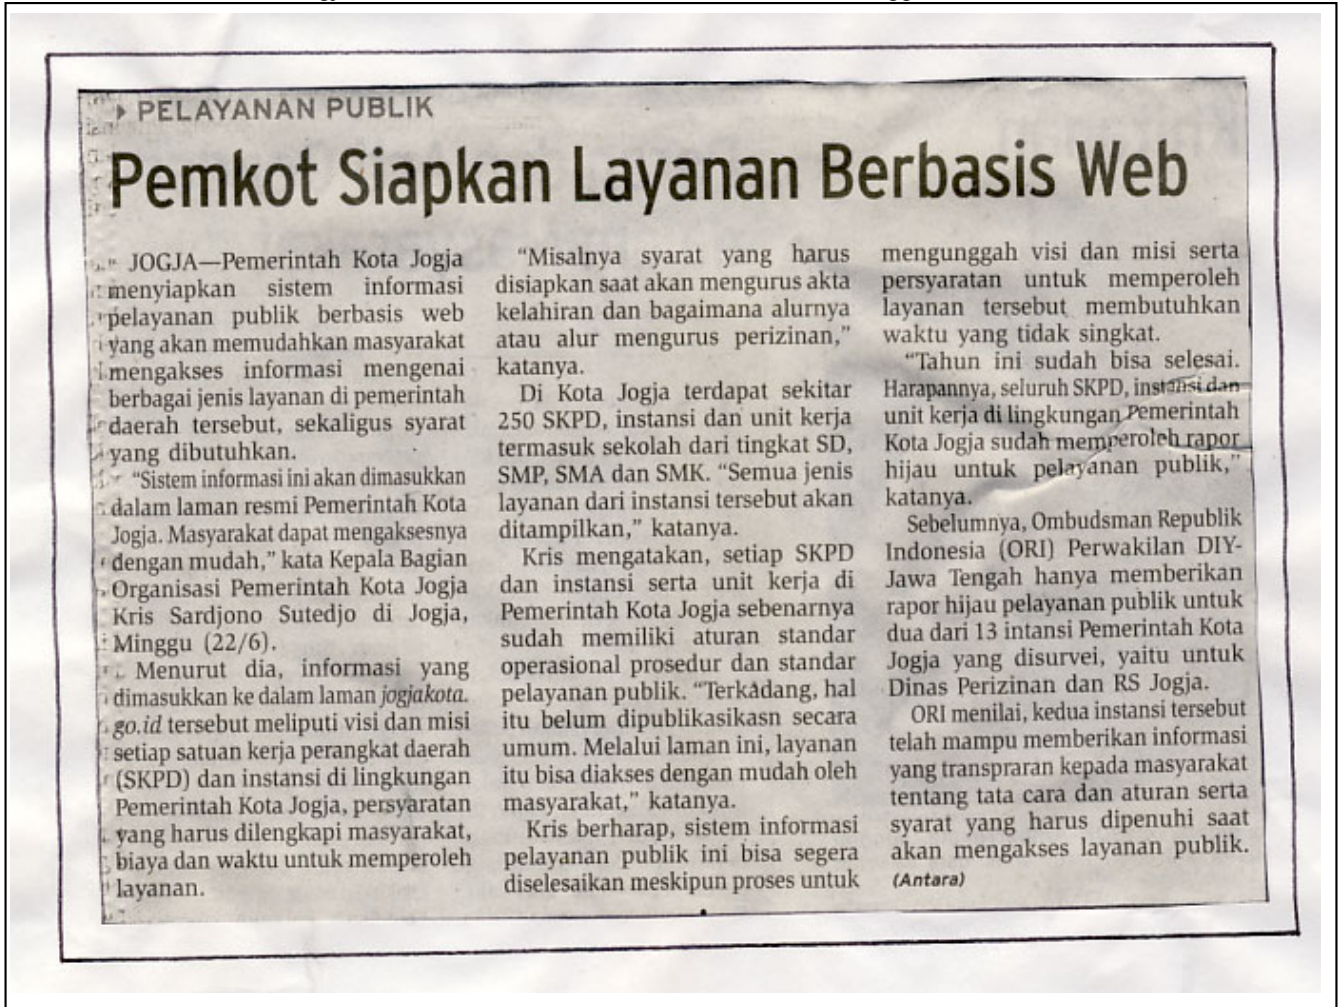 PELAYANAN PUBLIK
Pemkot Siapkan Layanan Berbasis Web
JOGJA—Pemerintah Kota Jogja
menyiapkan sistem informasi
pelayanan publik berbasis web
yang akan memudahkan masyarakat
mengakses informasi mengenai
berbagai jenis layanan di pemerintah
daerah tersebut, sekaligus syarat
yang dibutuhkan.
“Sistem informasi ini akan dimasukkan
dalam laman resmi Pemerintah Kota
Jogja. Masyarakat dapat mengaksesnya
dengan mudah,” kata Kepala Bagian
Organisasi Pemerintah Kota Jogja
Kris Sardjono Sutedjo di Jogja,
Minggu (22/6).
Menurut dia, informasi yang
dimasukkan ke dalam laman jogjakota.
go.id tersebut meliputi visi dan misi
setiap satuan kerja perangkat daerah
(SKPD) dan instansi di lingkungan
Pemerintah Kota Jogja, persyaratan
yang harus dilengkapi masyarakat,
biaya dan waktu untuk memperoleh
layanan.
“Misalnya syarat yang harus
disiapkan saat akan mengurus akta
kelahiran dan bagaimana alurnya
atau alur mengurus perizinan,”
katanya.
Di Kota Jogja terdapat sekitar
250 SKPD, instansi dan unit kerja
termasuk sekolah dari tingkat SD,
SMP, SMA dan SMK. “Semua jenis
layanan dari instansi tersebut akan
ditampilkan,” katanya.
Kris mengatakan, setiap SKPD
dan instansi serta unit kerja di
Pemerintah Kota Jogja sebenarnya
sudah memiliki aturan standar
operasional prosedur dan standar
pelayanan publik. “Terkadang, hal
itu belum dipublikasikasn secara
umum. Melalui laman ini, layanan
itu bisa diakses dengan mudah oleh
masyarakat,” katanya.
Kris berharap, sistem informasi
pelayanan publik ini bisa segera
diselesaikan meskipun proses untuk
mengunggah visi dan misi serta
persyaratan untuk memperoleh
layanan tersebut membutuhkan
waktu yang tidak singkat.
“Tahun ini sudah bisa selesai.
Harapannya, seluruh SKPD, instansi dan
unit kerja di lingkungan Pemerintah
Kota Jogja sudah memperoleh rapor
hijau untuk pelayanan publik,”
katanya.
Sebelumnya, Ombudsman Republik
Indonesia (ORI) Perwakilan DIY-
Jawa Tengah hanya memberikan
rapor hijau pelayanan publik untuk
dua dari 13 intansi Pemerintah Kota
Jogja yang disurvei, yaitu untuk
Dinas Perizinan dan RS Jogja.
ORI menilai, kedua instansi tersebut
telah mampu memberikan informasi
yang transpraran kepada masyarakat
tentang tata cara dan aturan serta
syarat yang harus dipenuhi saat
akan mengakses layanan publik.
(Antara)